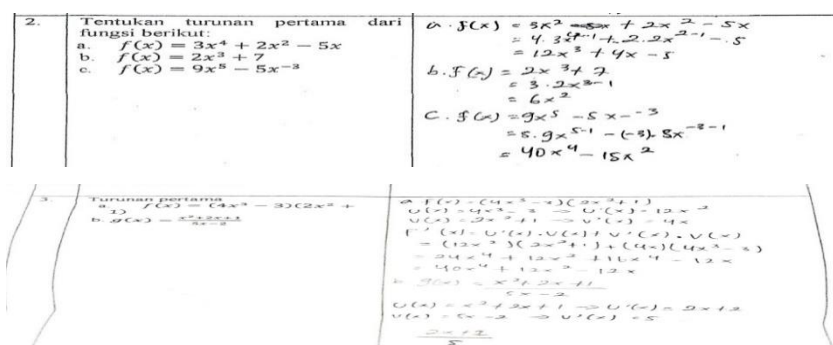 2.
Tentukan turunan pertama dari
fungsi berikut:
a. f(x) = 3x⁴ + 2x² − 5x
b. f(x) = 2x³ + 7
c. f(x) = 9x⁵ − 5x⁻³
a. f(x) = 3x² + 2x² − 5x
= 4.3x⁴⁻¹ + 2.2x²⁻¹ − 5
= 12x³ + 4x − 5
b. f(x) = 2x³ + 7
= 3.2x³⁻¹
= 6x²
C. f(x) = 9x⁵ − 5x⁻³
= 5.9x⁵⁻¹ − (−3). 5x⁻³⁻¹
= 40x⁴ − 15x²
3.
Turunan pertama
a. f(x) = (4x³ − 3)(2x² +
1)
b. g(x) = x²+2x+1
5x−2
a. f(x) = (4x³ − 3)(2x² + 1)
u(x) = 4x³ − 3 → u'(x) = 12x²
v(x) = 2x² + 1 → v'(x) = 4x
f'(x) = u'(x).v(x) + v'(x).u(x)
= (12x²)(2x²+1) + (4x)(4x³ − 3)
= 24x⁴ + 12x² + 16x⁴ − 12x
= 40x⁴ + 12x² − 12x
b. g(x) = x² + 2x + 1
5x − 2
u(x) = x² + 2x + 1 → u'(x) = 2x + 2
v(x) = 5x − 2 → v'(x) = 5
5